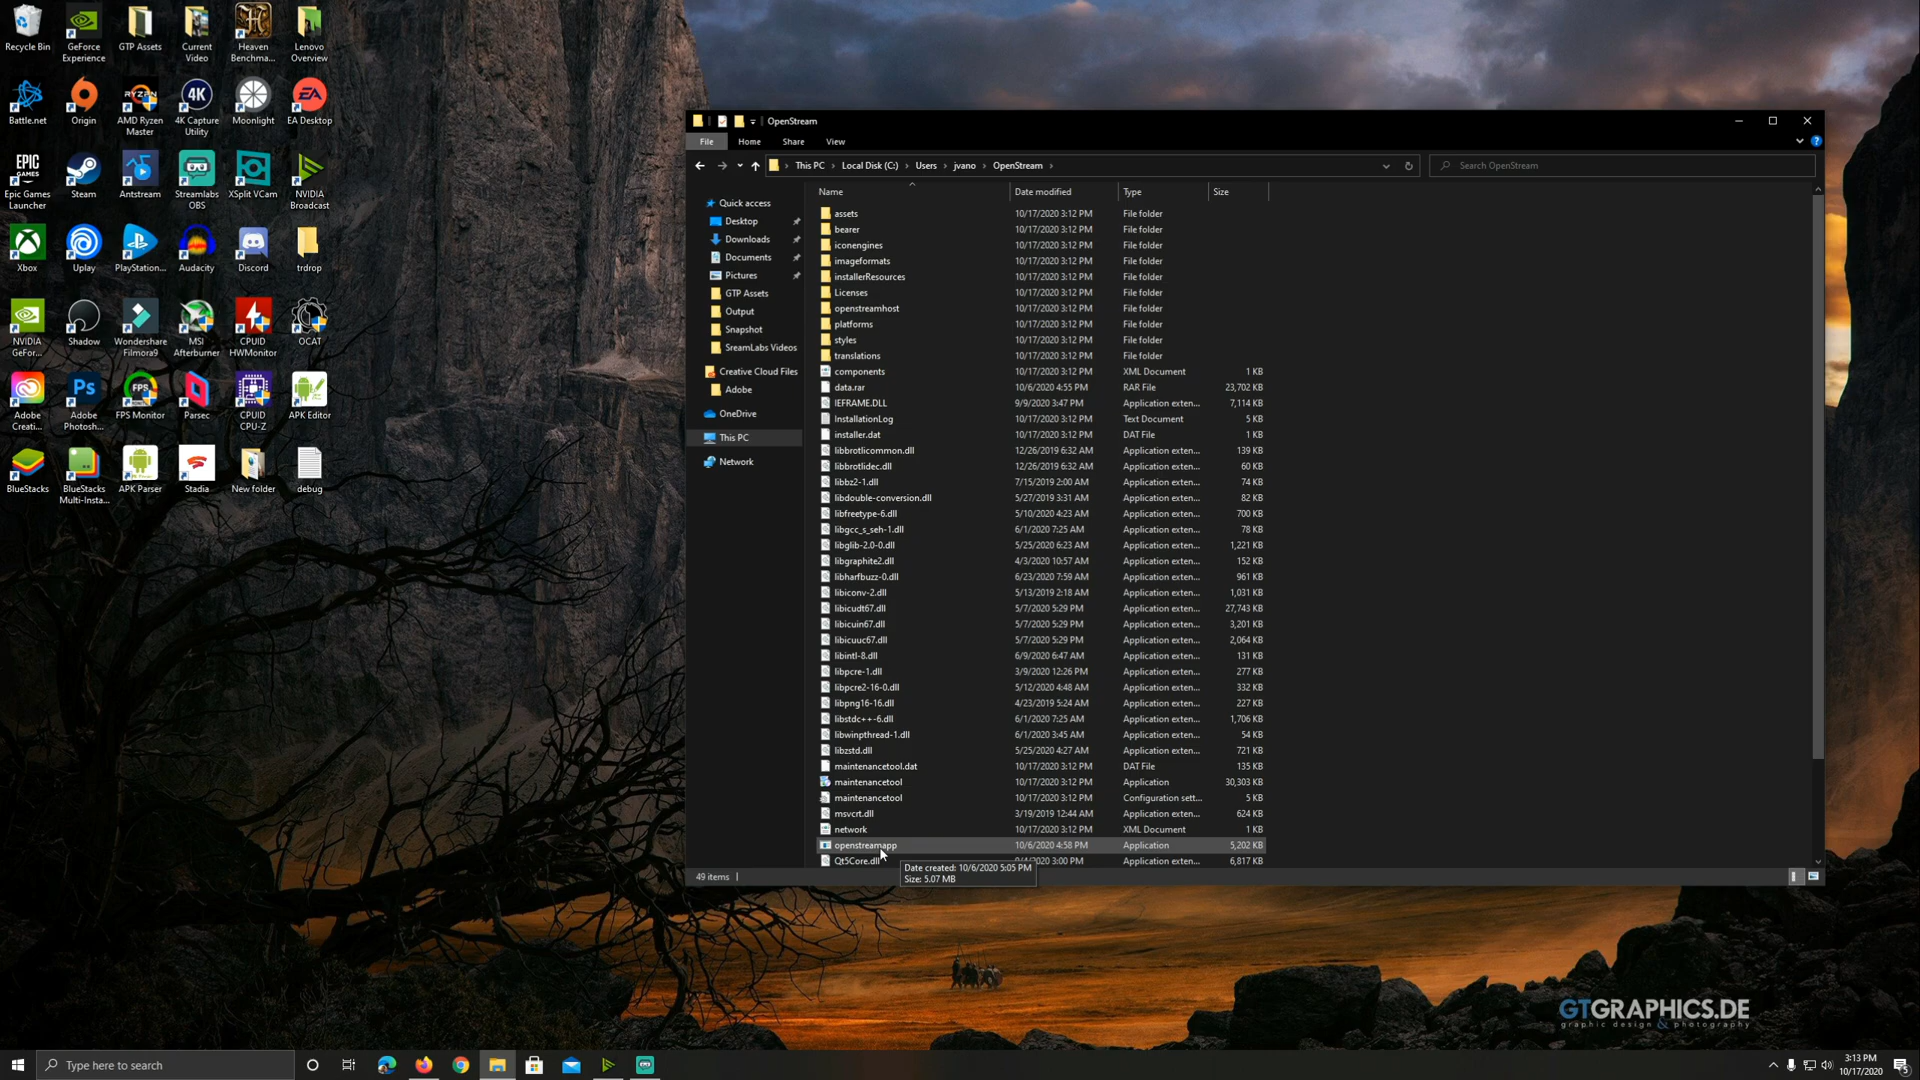 Recycle Bin
GeForce Experience
GTP Assets
Current Video
Heaven Benchma...
Lenovo Overview
Battle.net
Origin
AMD Ryzen Master
4K Capture Utility
Moonlight
EA Desktop
Epic Games Launcher
Steam
Antstream
Streamlabs OBS
XSplit VCam
NVIDIA Broadcast
Xbox
Uplay
PlayStation...
Audacity
Discord
trdrop
NVIDIA GeFor...
Shadow
Wondershare Filmora9
MSI Afterburner
CPUID HWMonitor
OCAT
Adobe Creati...
Adobe Photosh...
FPS Monitor
Parsec
CPUID CPU-Z
APK Editor
BlueStacks
BlueStacks Multi-Insta...
APK Parser
Stadia
New folder
debug
OpenStream
File Home Share View
This PC > Local Disk (C:) > Users > jvano > OpenStream >
Search OpenStream
Quick access
Desktop
Downloads
Documents
Pictures
GTP Assets
Output
Snapshot
SreamLabs Videos
Creative Cloud Files
Adobe
OneDrive
This PC
Network
Name Date modified Type Size
assets 10/17/2020 3:12 PM File folder
bearer 10/17/2020 3:12 PM File folder
iconengines 10/17/2020 3:12 PM File folder
imageformats 10/17/2020 3:12 PM File folder
installerResources 10/17/2020 3:12 PM File folder
Licenses 10/17/2020 3:12 PM File folder
openstreamhost 10/17/2020 3:12 PM File folder
platforms 10/17/2020 3:12 PM File folder
styles 10/17/2020 3:12 PM File folder
translations 10/17/2020 3:12 PM File folder
components 10/17/2020 3:12 PM XML Document 1 KB
data.rar 10/6/2020 4:55 PM RAR File 23,702 KB
IEFRAME.DLL 9/9/2020 3:47 PM Application exten... 7,114 KB
InstallationLog 10/17/2020 3:12 PM Text Document 5 KB
installer.dat 10/17/2020 3:12 PM DAT File 1 KB
libbrotlicommon.dll 12/26/2019 6:32 AM Application exten... 139 KB
libbrotlidec.dll 12/26/2019 6:32 AM Application exten... 60 KB
libbz2-1.dll 7/15/2019 2:00 AM Application exten... 74 KB
libdouble-conversion.dll 5/27/2019 3:31 AM Application exten... 82 KB
libfreetype-6.dll 5/10/2020 4:23 AM Application exten... 700 KB
libgcc_s_seh-1.dll 6/1/2020 7:25 AM Application exten... 78 KB
libglib-2.0-0.dll 5/25/2020 6:23 AM Application exten... 1,221 KB
libgraphite2.dll 4/3/2020 10:57 AM Application exten... 152 KB
libharfbuzz-0.dll 6/23/2020 7:59 AM Application exten... 961 KB
libiconv-2.dll 5/13/2019 2:18 AM Application exten... 1,031 KB
libicudt67.dll 5/7/2020 5:29 PM Application exten... 27,743 KB
libicuin67.dll 5/7/2020 5:29 PM Application exten... 3,201 KB
libicuuc67.dll 5/7/2020 5:29 PM Application exten... 2,064 KB
libintl-8.dll 6/9/2020 6:47 AM Application exten... 131 KB
libpcre-1.dll 3/9/2020 12:26 PM Application exten... 277 KB
libpcre2-16-0.dll 5/12/2020 4:48 AM Application exten... 332 KB
libpng16-16.dll 4/23/2019 5:24 AM Application exten... 227 KB
libstdc++-6.dll 6/1/2020 7:25 AM Application exten... 1,706 KB
libwinpthread-1.dll 6/1/2020 3:45 AM Application exten... 54 KB
libzstd.dll 5/25/2020 4:27 AM Application exten... 721 KB
maintenancetool.dat 10/17/2020 3:12 PM DAT File 135 KB
maintenancetool 10/17/2020 3:12 PM Application 30,303 KB
maintenancetool 10/17/2020 3:12 PM Configuration sett... 5 KB
msvcrt.dll 3/19/2019 12:44 AM Application exten... 624 KB
network 10/17/2020 3:12 PM XML Document 1 KB
openstreamapp 10/6/2020 4:58 PM Application 5,202 KB
Qt5Core.dll 3:00 PM Application exten... 6,817 KB
Date created: 10/6/2020 5:05 PM
Size: 5.07 MB
49 items
GTGRAPHICS.DE
graphic design & photography
Type here to search
3:13 PM
10/17/2020